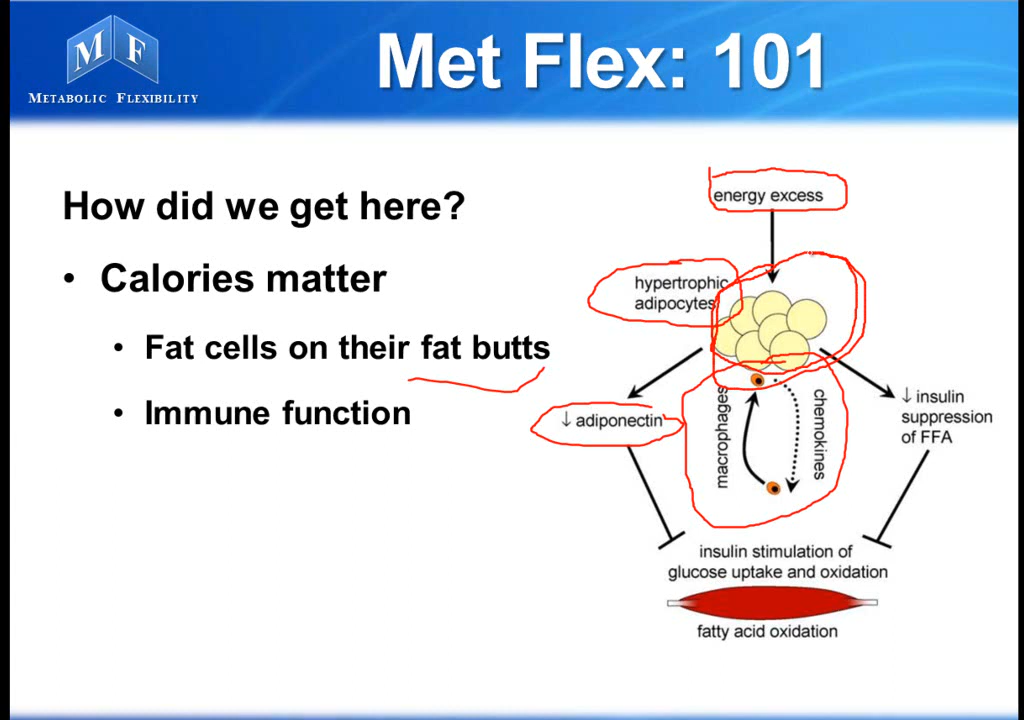 M F
METABOLIC FLEXIBILITY
Met Flex: 101
How did we get here?
• Calories matter
• Fat cells on their fat butts
• Immune function
energy excess
hypertrophic
adipocytes
↓ adiponectin
macrophages
chemokines
↓ insulin
suppression
of FFA
insulin stimulation of
glucose uptake and oxidation
fatty acid oxidation